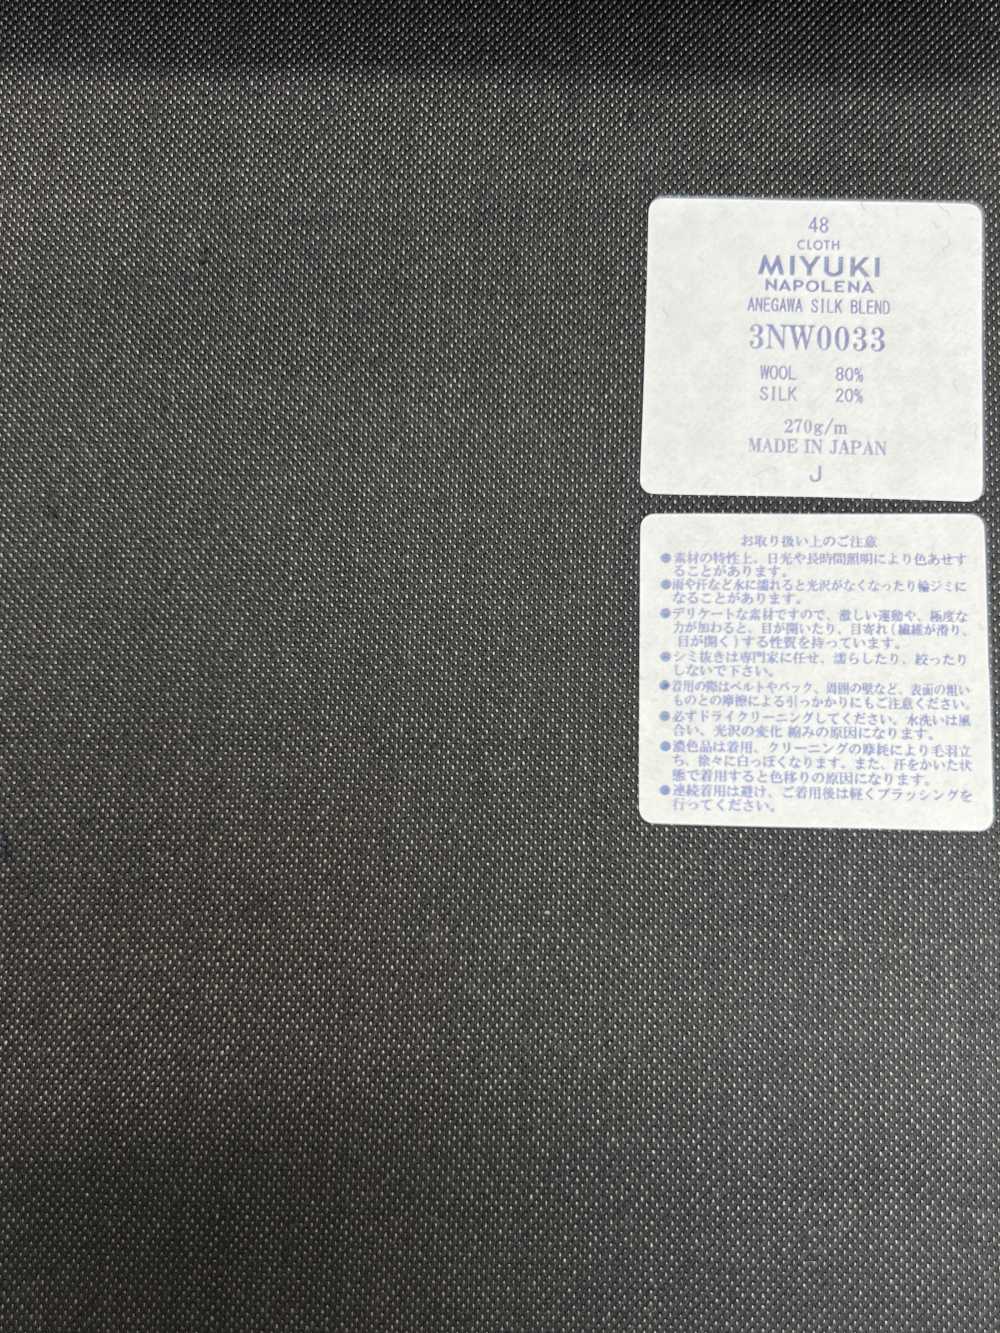 48
CLOTH
MIYUKI
NAPOLENA
ANEGAWA SILK BLEND
3NW0033
WOOL 80%
SILK 20%
270g/m
MADE IN JAPAN
J
お取り扱い上のご注意
●素材の特性上、日光や長時間照明により色あせす
ることがあります。
●雨や汗など水に濡れると光沢がなくなったり輪ジミに
なることがあります。
●デリケートな素材ですので、激しい運動や、極度な
力が加わると、目が開いたり、目寄れ(繊維が滑り、
目が開く)する性質を持っています。
●シミ抜きは専門家に任せ、濡らしたり、絞ったり
しないで下さい。
●着用の際はベルトやバック、周囲の壁など、表面の粗い
ものとの摩擦による引っかかりにもご注意ください。
●必ずドライクリーニングしてください。水洗いは風
合い、光沢の変化 縮みの原因になります。
●濃色品は着用、クリーニングの摩耗により毛羽立
ち、徐々に白っぽくなります。また、汗をかいた状
態で着用すると色移りの原因になります。
●連続着用は避け、ご着用後は軽くブラッシングを
行ってください。